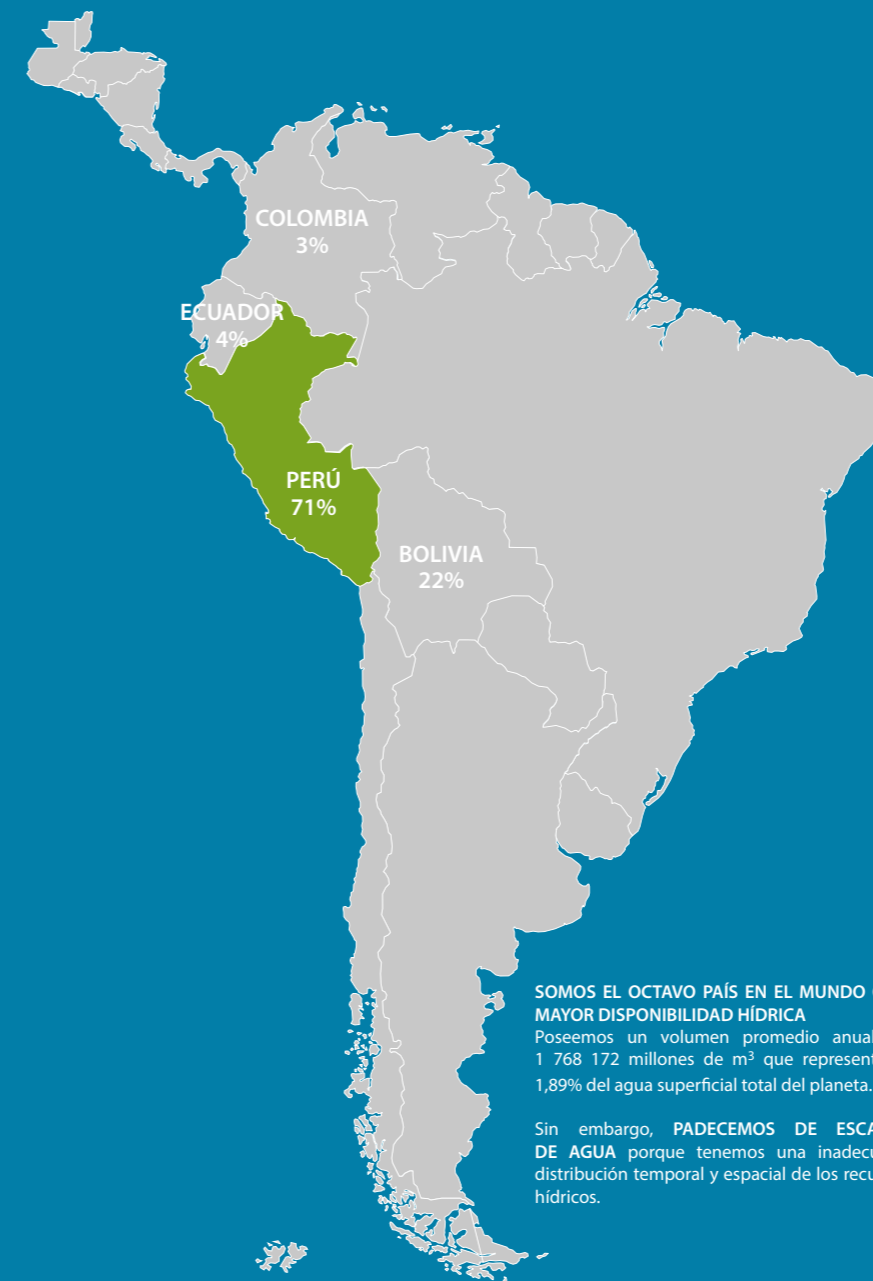 COLOMBIA
3%
ECUADOR
4%
PERÚ
71%
BOLIVIA
22%
SOMOS EL OCTAVO PAÍS EN EL MUNDO
MAYOR DISPONIBILIDAD HÍDRICA
Poseemos un volumen promedio anual
1 768 172 millones de m³ que
1,89% del agua superficial total del planeta.
Sin embargo, PADECEMOS DE
DE AGUA porque tenemos una
distribución temporal y espacial de los
hídricos.